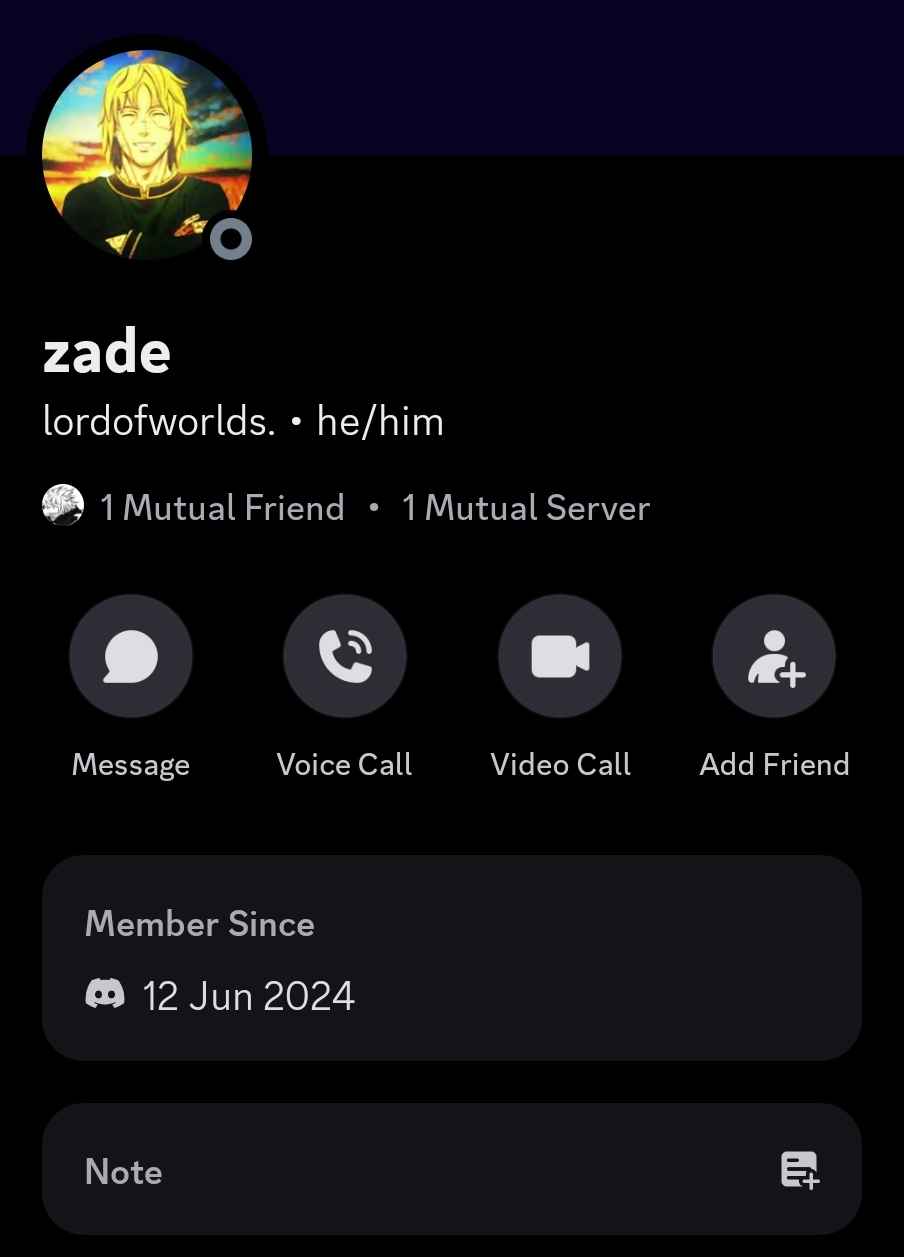 zade
lordofworlds. • he/him
1 Mutual Friend • 1 Mutual Server
Message Voice Call Video Call Add Friend
Member Since
12 Jun 2024
Note